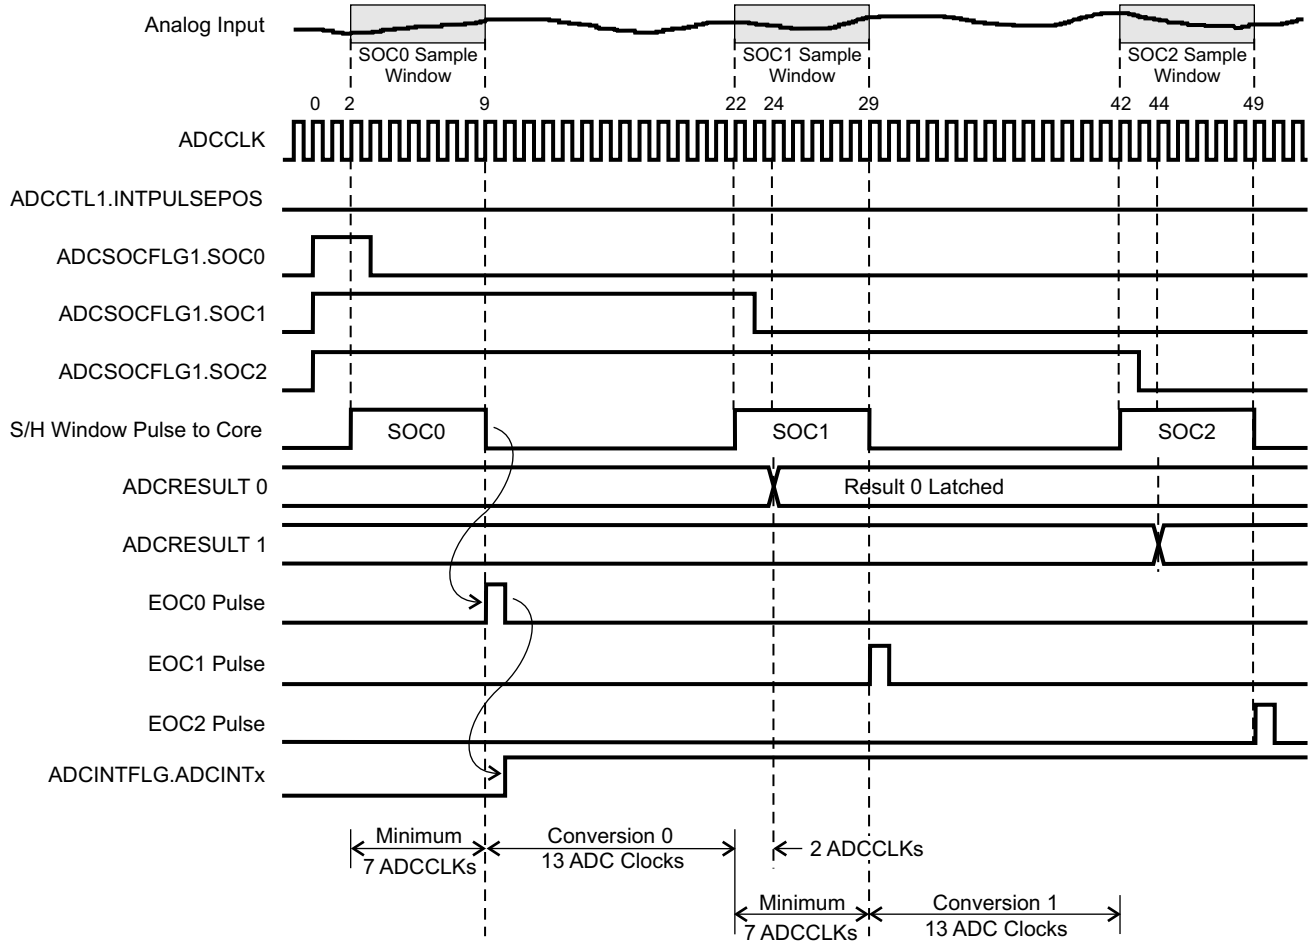 Analog Input
SOC0 Sample
Window
SOC1 Sample
Window
SOC2 Sample
Window
0 2 9 22 24 29 42 44 49
ADCCLK
ADCCTL1.INTPULSEPOS
ADCSOCFLG1.SOC0
ADCSOCFLG1.SOC1
ADCSOCFLG1.SOC2
S/H Window Pulse to Core SOC0 SOC1 SOC2
ADCRESULT 0 Result 0 Latched
ADCRESULT 1
EOC0 Pulse
EOC1 Pulse
EOC2 Pulse
ADCINTFLG.ADCINTx
Minimum
7 ADCCLKs
Conversion 0
13 ADC Clocks
2 ADCCLKs
Minimum
7 ADCCLKs
Conversion 1
13 ADC Clocks